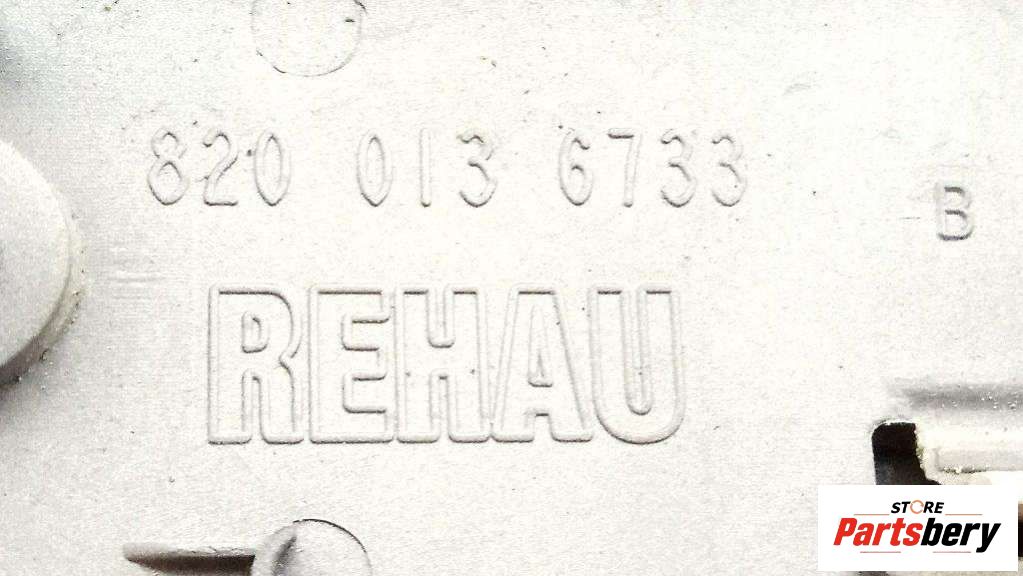 820 013 6733
B
REHAU
STORE
Partsbery